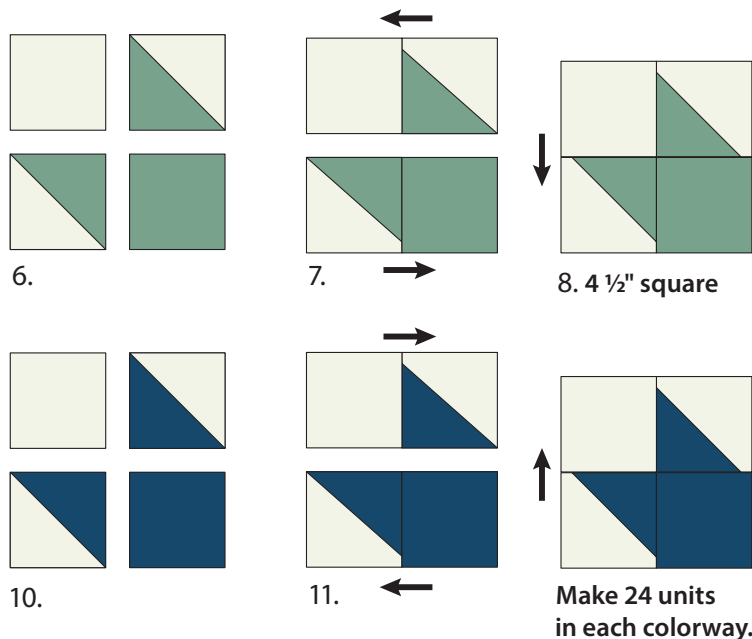 6.
7.
8. 4 ½" square
10.
11.
Make 24 units
in each colorway.